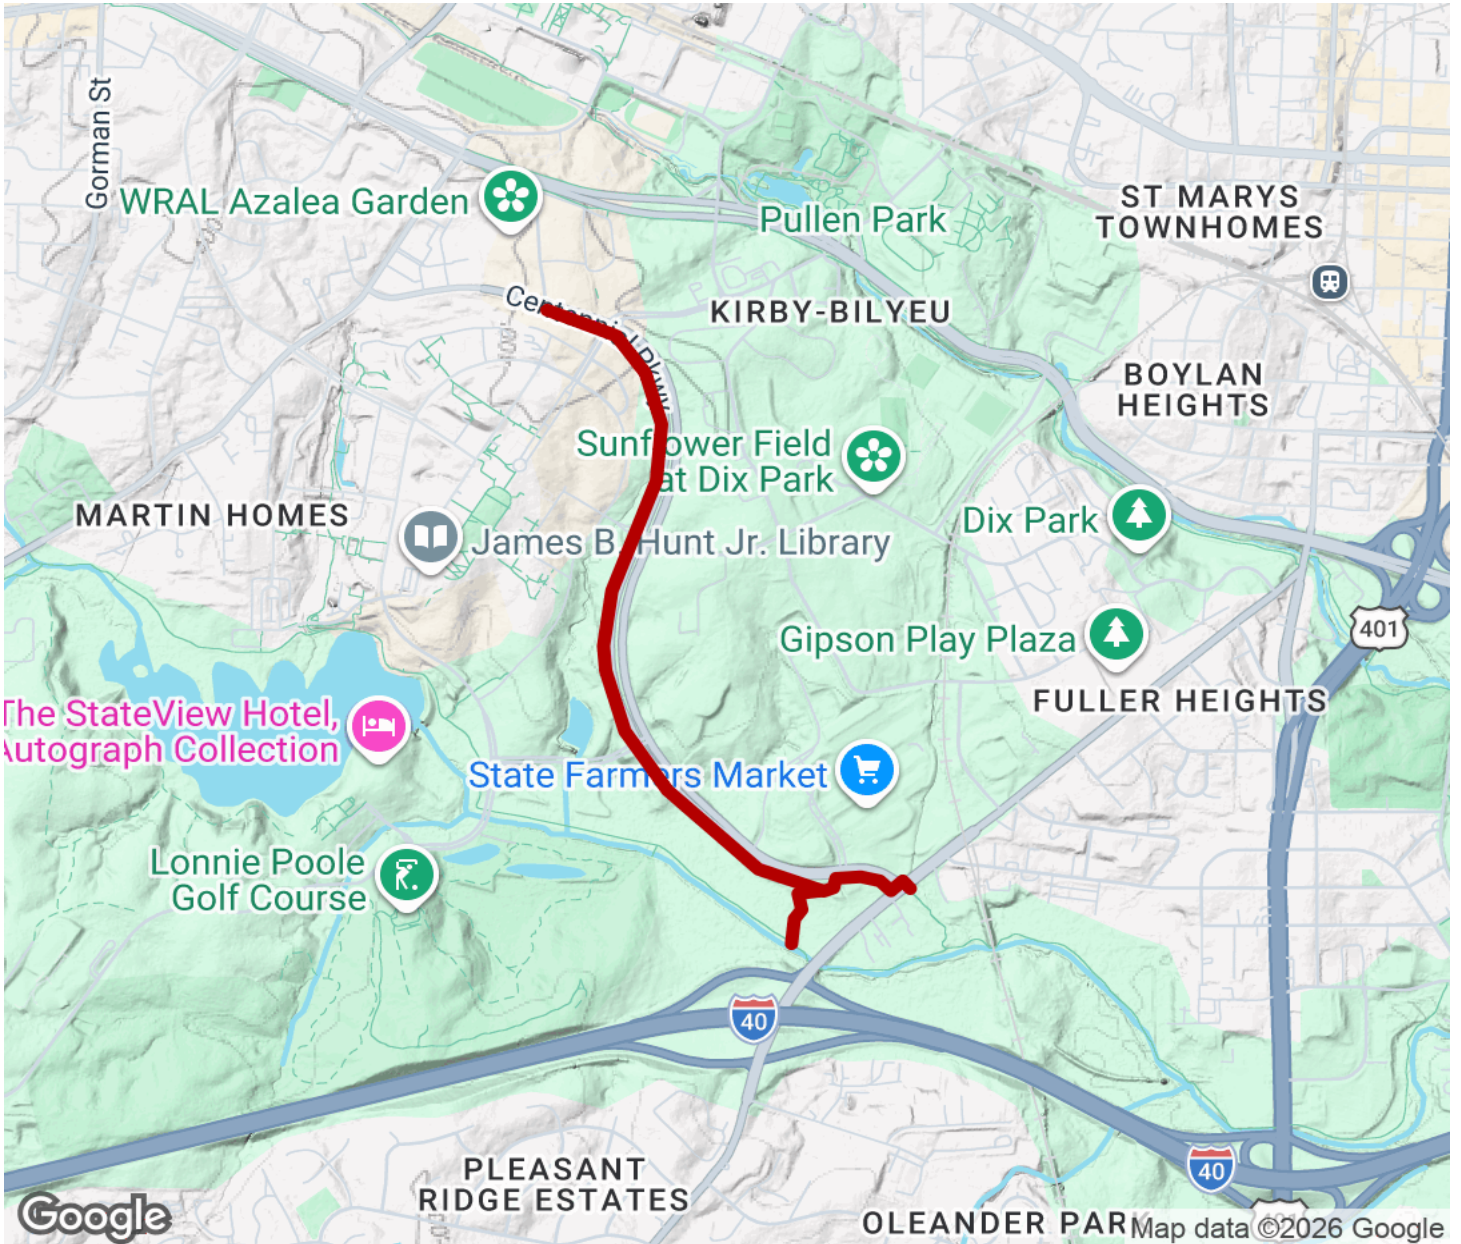 Gorman St
WRAL Azalea Garden
Pullen Park
ST MARYS
TOWNHOMES
KIRBY-BILYEU
BOYLAN
HEIGHTS
Sunflower Field
at Dix Park
MARTIN HOMES
Dix Park
James B. Hunt Jr. Library
Gipson Play Plaza
401
FULLER HEIGHTS
The StateView Hotel,
Autograph Collection
State Farmers Market
Lonnie Poole
Golf Course
40
40
PLEASANT
RIDGE ESTATES
OLEANDER PARK
401
Google
Map data ©2026 Google